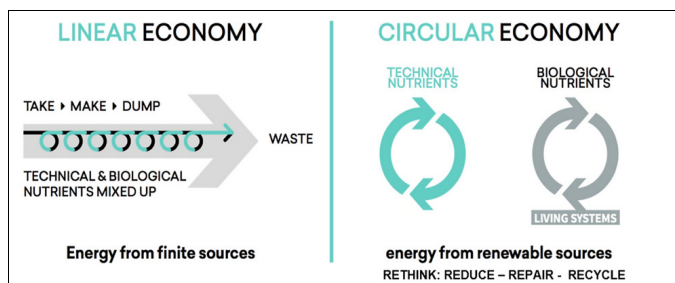 LINEAR ECONOMY
TAKE ▸ MAKE ▸ DUMP
WASTE
TECHNICAL & BIOLOGICAL
NUTRIENTS MIXED UP
Energy from finite sources
CIRCULAR ECONOMY
TECHNICAL
NUTRIENTS
BIOLOGICAL
NUTRIENTS
LIVING SYSTEMS
energy from renewable sources
RETHINK: REDUCE – REPAIR - RECYCLE